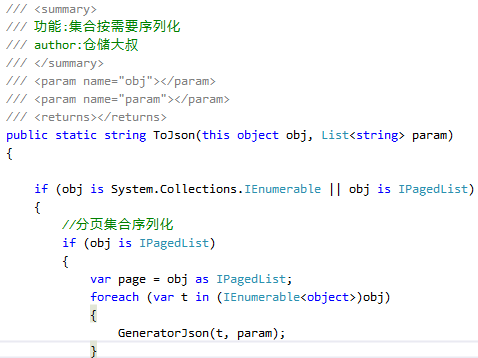 /// <summary>
/// 功能:集合按需要序列化
/// author:仓储大叔
/// </summary>
/// <param name="obj"></param>
/// <param name="param"></param>
/// <returns></returns>
public static string ToJson(this object obj, List<string> param)
{
if (obj is System.Collections.IEnumerable || obj is IPagedList)
{
//分页集合序列化
if (obj is IPagedList)
{
var page = obj as IPagedList;
foreach (var t in (IEnumerable<object>)obj)
{
GeneratorJson(t, param);
}